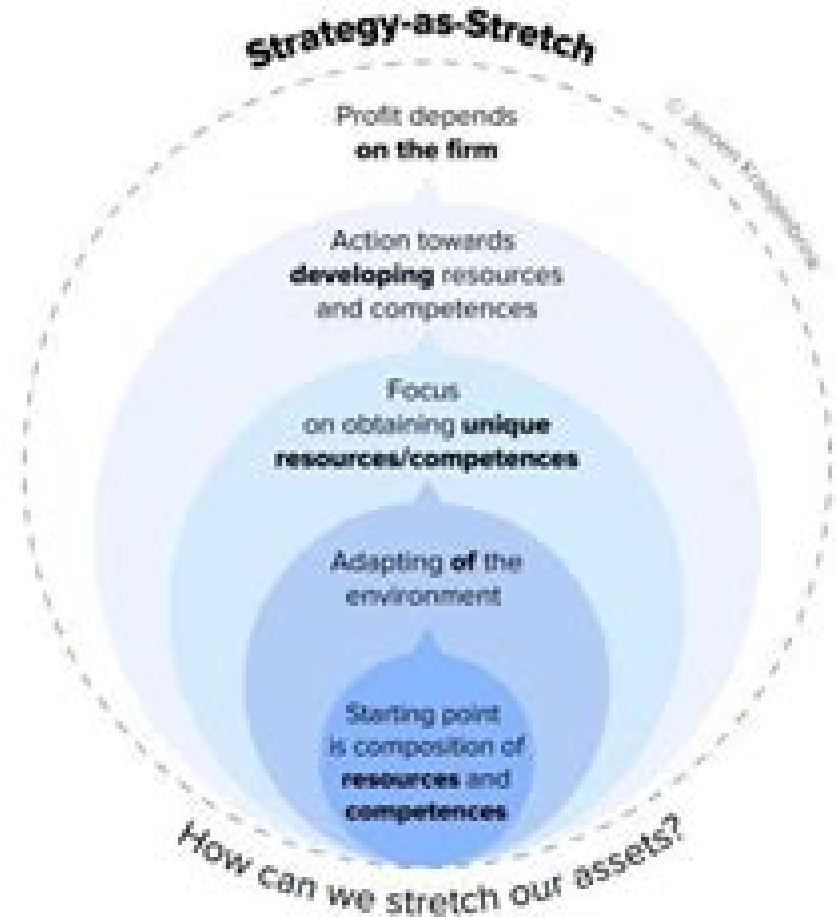 Strategy-as-Stretch
© Jeroen Kraaijenbrink
Profit depends
on the firm
Action towards
developing resources
and competences
Focus
on obtaining unique
resources/competences
Adapting of the
environment
Starting point
is composition of
resources and
competences
How can we stretch our assets?